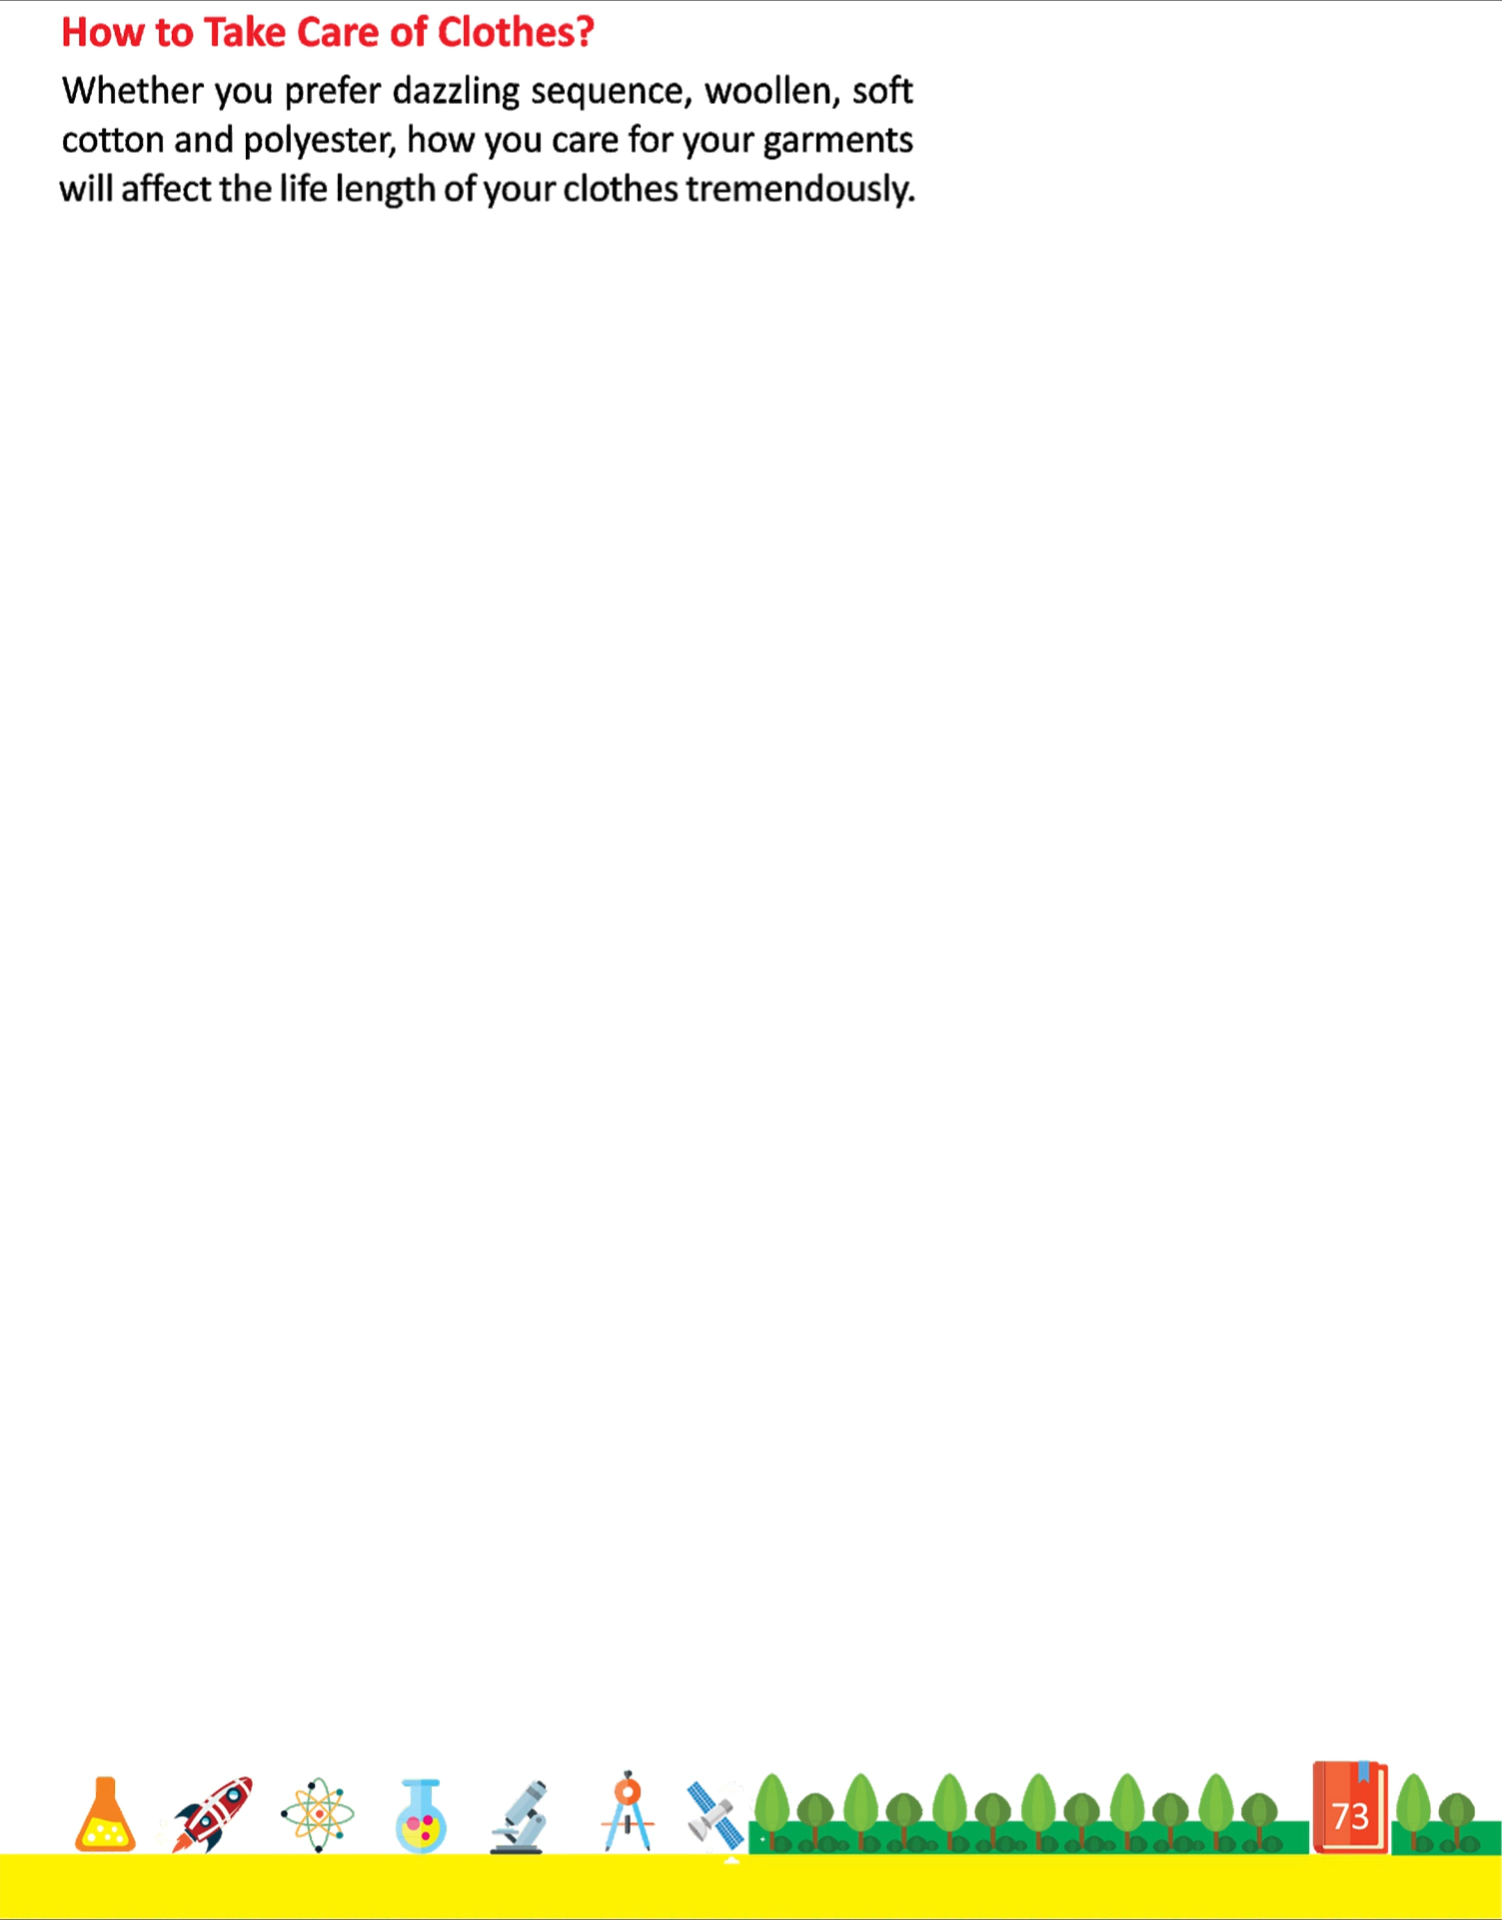 How to Take Care of Clothes?
Whether you prefer dazzling sequence, woollen, soft
cotton and polyester, how you care for your garments
will affect the life length of your clothes tremendously.
73